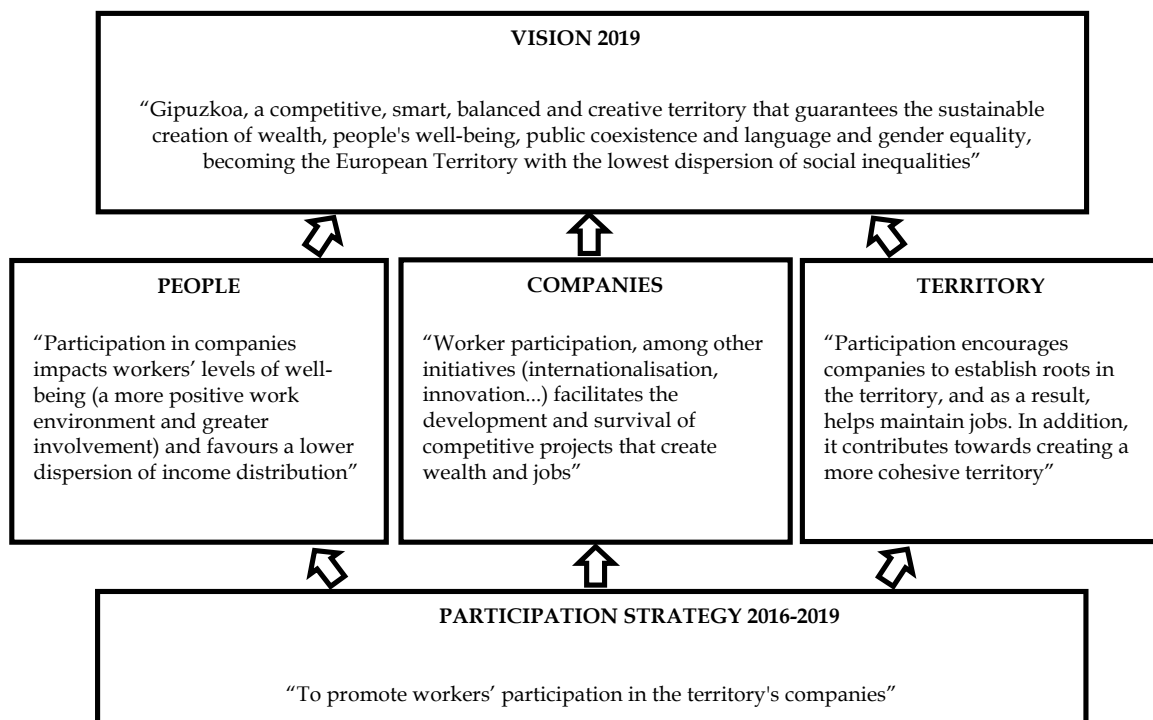 VISION 2019
“Gipuzkoa, a competitive, smart, balanced and creative territory that guarantees the sustainable
creation of wealth, people's well-being, public coexistence and language and gender equality,
becoming the European Territory with the lowest dispersion of social inequalities”
PEOPLE
“Participation in companies
impacts workers’ levels of well-
being (a more positive work
environment and greater
involvement) and favours a lower
dispersion of income distribution”
COMPANIES
“Worker participation, among other
initiatives (internationalisation,
innovation...) facilitates the
development and survival of
competitive projects that create
wealth and jobs”
TERRITORY
“Participation encourages
companies to establish roots in
the territory, and as a result,
helps maintain jobs. In addition,
it contributes towards creating a
more cohesive territory”
PARTICIPATION STRATEGY 2016-2019
“To promote workers’ participation in the territory's companies”